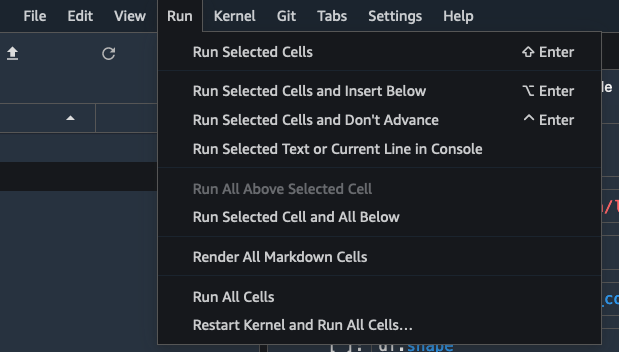 File Edit View Run Kernel Git Tabs Settings Help
Run Selected Cells ⇧ Enter
Run Selected Cells and Insert Below ⌥ Enter
Run Selected Cells and Don't Advance ^ Enter
Run Selected Text or Current Line in Console
Run All Above Selected Cell
Run Selected Cell and All Below
Render All Markdown Cells
Run All Cells
Restart Kernel and Run All Cells...
[ ]: df.shape